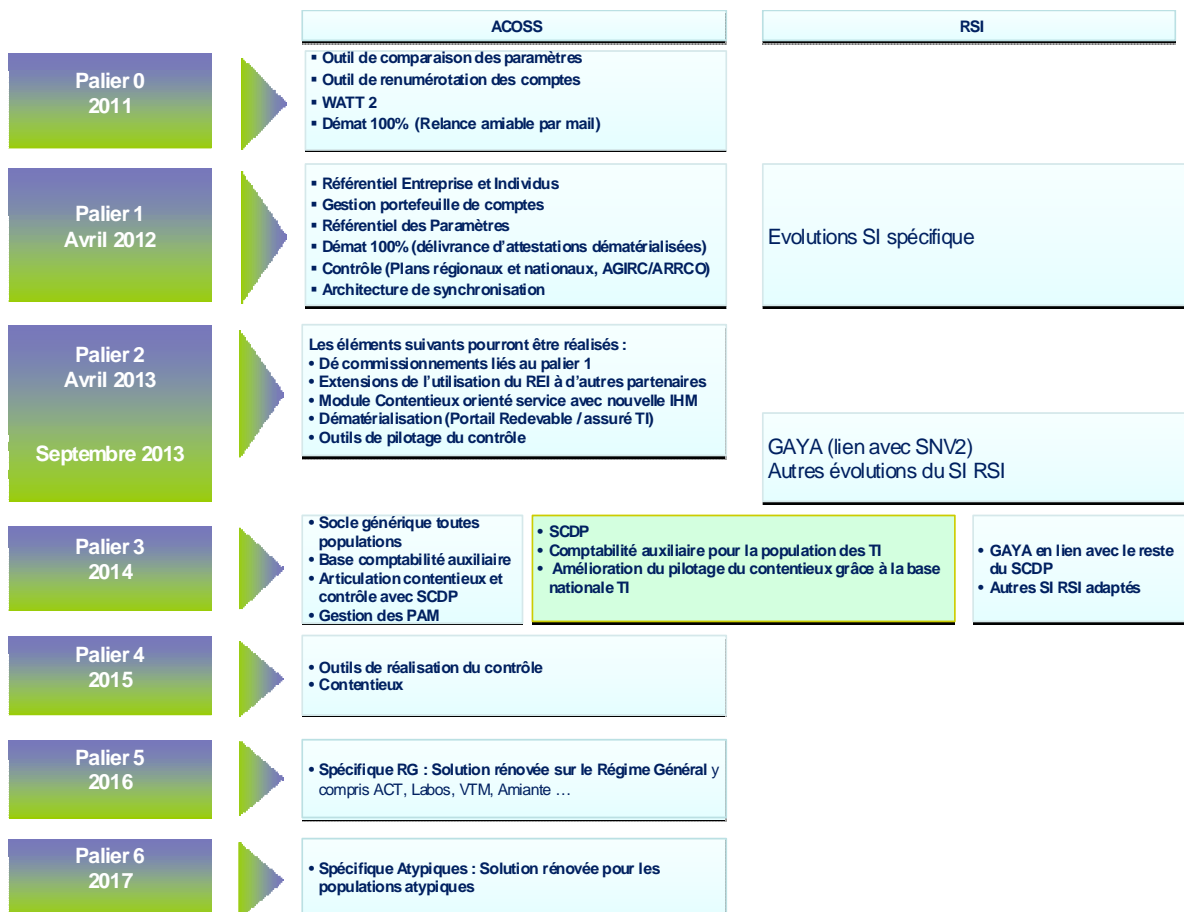 ACOSS
RSI
Palier 0
2011
▪ Outil de comparaison des paramètres
▪ Outil de renumérotation des comptes
▪ WATT 2
▪ Démat 100% (Relance amiable par mail)
Palier 1
Avril 2012
▪ Référentiel Entreprise et Individus
▪ Gestion portefeuille de comptes
▪ Référentiel des Paramètres
▪ Démat 100% (délivrance d'attestations dématérialisées)
▪ Contrôle (Plans régionaux et nationaux, AGIRC/ARRCO)
▪ Architecture de synchronisation
Evolutions SI spécifique
Palier 2
Avril 2013
Septembre 2013
Les éléments suivants pourront être réalisés :
• Dé commissionnements liés au palier 1
• Extensions de l'utilisation du REI à d'autres partenaires
• Module Contentieux orienté service avec nouvelle IHM
• Dématérialisation (Portail Redevable / assuré TI)
• Outils de pilotage du contrôle
GAYA (lien avec SNV2)
Autres évolutions du SI RSI
Palier 3
2014
• Socle générique toutes
populations
• Base comptabilité auxiliaire
• Articulation contentieux et
contrôle avec SCDP
• Gestion des PAM
• SCDP
• Comptabilité auxiliaire pour la population des TI
• Amélioration du pilotage du contentieux grâce à la base
nationale TI
• GAYA en lien avec le reste
du SCDP
• Autres SI RSI adaptés
Palier 4
2015
• Outils de réalisation du contrôle
• Contentieux
Palier 5
2016
• Spécifique RG : Solution rénovée sur le Régime Général y
compris ACT, Labos, VTM, Amiante …
Palier 6
2017
• Spécifique Atypiques : Solution rénovée pour les
populations atypiques